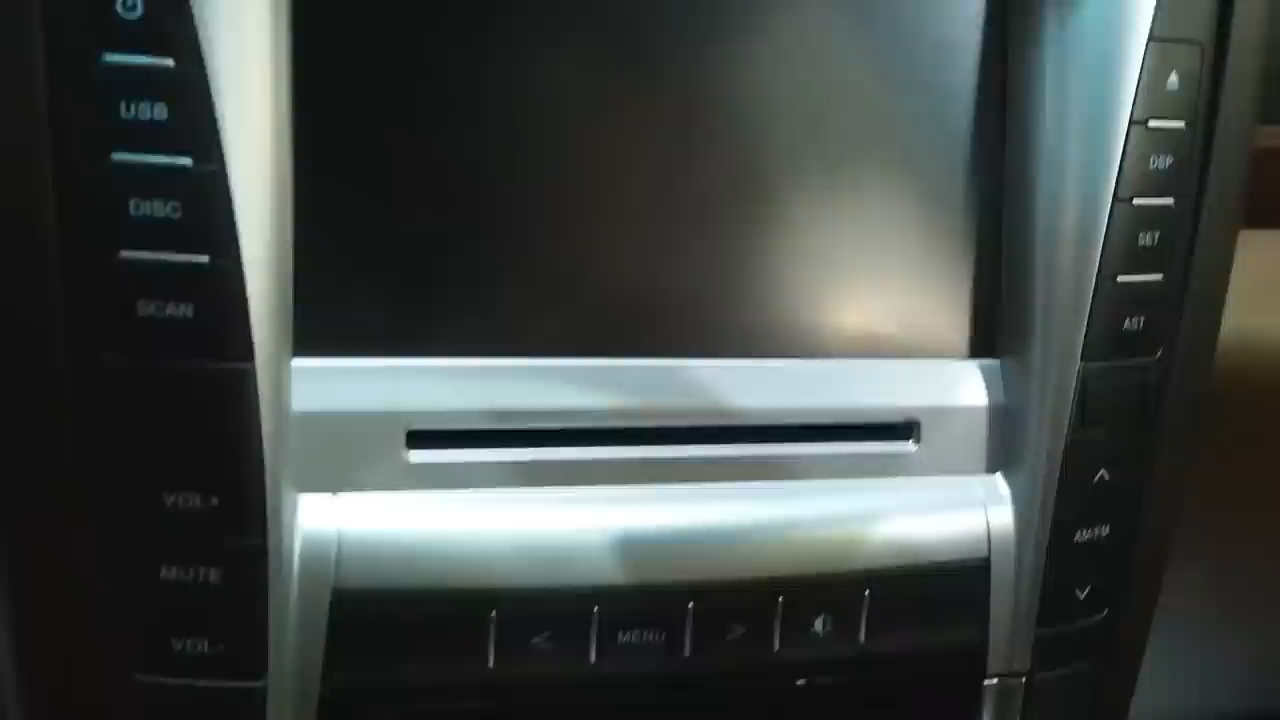 USB
DISC
SCAN
VOL+
MUTE
VOL-
< MENU >
DSP
SET
AST
AM/FM